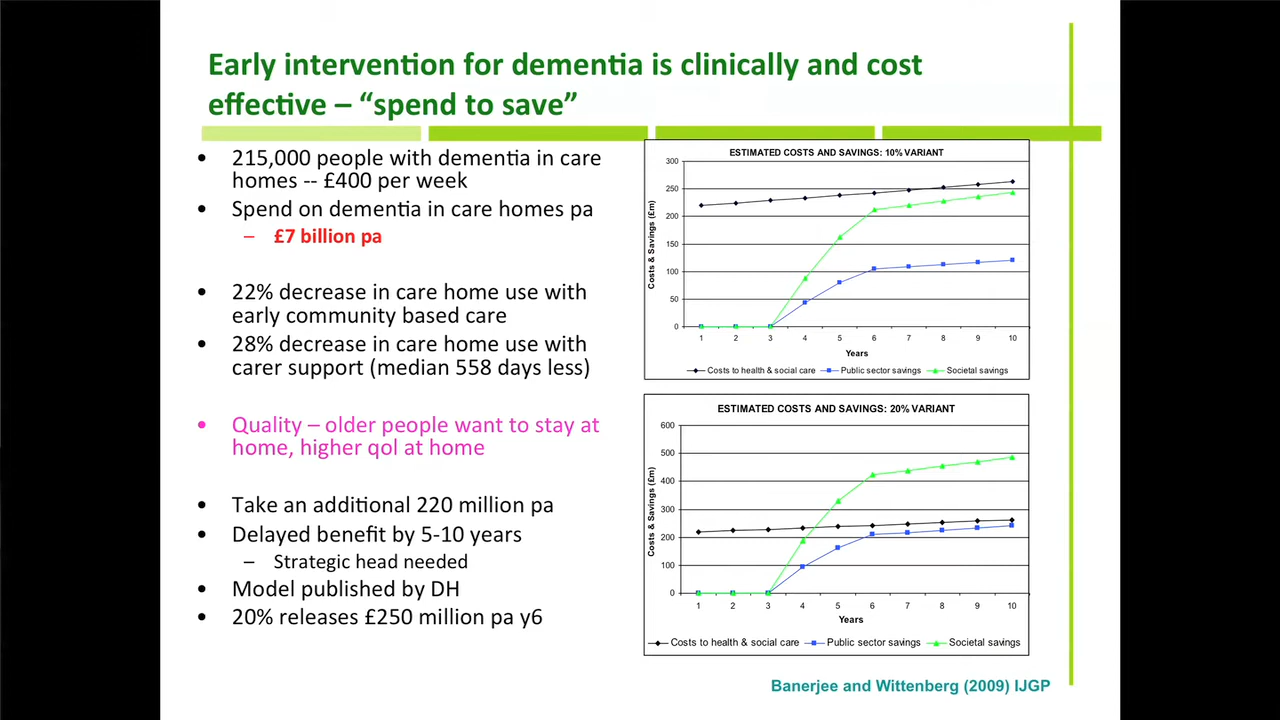 Early intervention for dementia is clinically and cost
effective – “spend to save”
• 215,000 people with dementia in care
homes -- £400 per week
• Spend on dementia in care homes pa
– £7 billion pa
• 22% decrease in care home use with
early community based care
• 28% decrease in care home use with
carer support (median 558 days less)
• Quality – older people want to stay at
home, higher qol at home
• Take an additional 220 million pa
• Delayed benefit by 5-10 years
– Strategic head needed
• Model published by DH
• 20% releases £250 million pa y6
ESTIMATED COSTS AND SAVINGS: 10% VARIANT
Costs & Savings (£m)
300
250
200
150
100
50
0
1 2 3 4 5 6 7 8 9 10
Years
Costs to health & social care Public sector savings Societal savings
ESTIMATED COSTS AND SAVINGS: 20% VARIANT
Costs & Savings (£m)
600
500
400
300
200
100
0
1 2 3 4 5 6 7 8 9 10
Years
Costs to health & social care Public sector savings Societal savings
Banerjee and Wittenberg (2009) IJGP